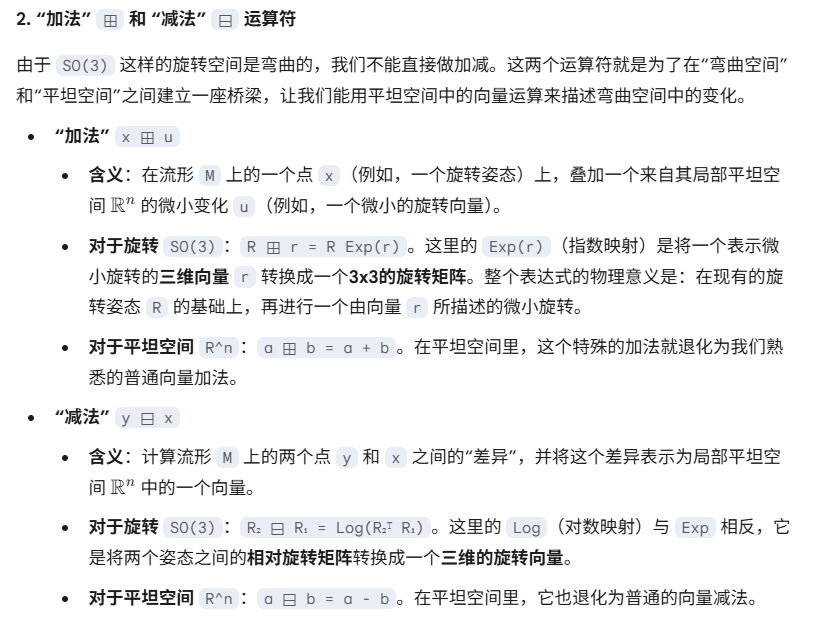 2. “加法” ⊞ 和 “减法” ⊟ 运算符
由于 SO(3) 这样的旋转空间是弯曲的，我们不能直接做加减。这两个运算符就是为了在“弯曲空间”
和“平坦空间”之间建立一座桥梁，让我们能用平坦空间中的向量运算来描述弯曲空间中的变化。
• “加法” x ⊞ u
• 含义：在流形 M 上的一个点 x（例如，一个旋转姿态）上，叠加一个来自其局部平坦空
间 ℝⁿ 的微小变化 u（例如，一个微小的旋转向量）。
• 对于旋转 SO(3)：R ⊞ r = R Exp(r)。这里的 Exp(r)（指数映射）是将一个表示微
小旋转的三维向量 r 转换成一个3x3的旋转矩阵。整个表达式的物理意义是：在现有的旋
转姿态 R 的基础上，再进行一个由向量 r 所描述的微小旋转。
• 对于平坦空间 R^n：a ⊞ b = a + b。在平坦空间里，这个特殊的加法就退化为我们熟
悉的普通向量加法。
• “减法” y ⊟ x
• 含义：计算流形 M 上的两个点 y 和 x 之间的“差异”，并将这个差异表示为局部平坦空
间 ℝⁿ 中的一个向量。
• 对于旋转 SO(3)：R₂ ⊟ R₁ = Log(R₂ᵀ R₁)。这里的 Log（对数映射）与 Exp 相反，它
是将两个姿态之间的相对旋转矩阵转换成一个三维的旋转向量。
• 对于平坦空间 R^n：a ⊟ b = a - b。在平坦空间里，它也退化为普通的向量减法。